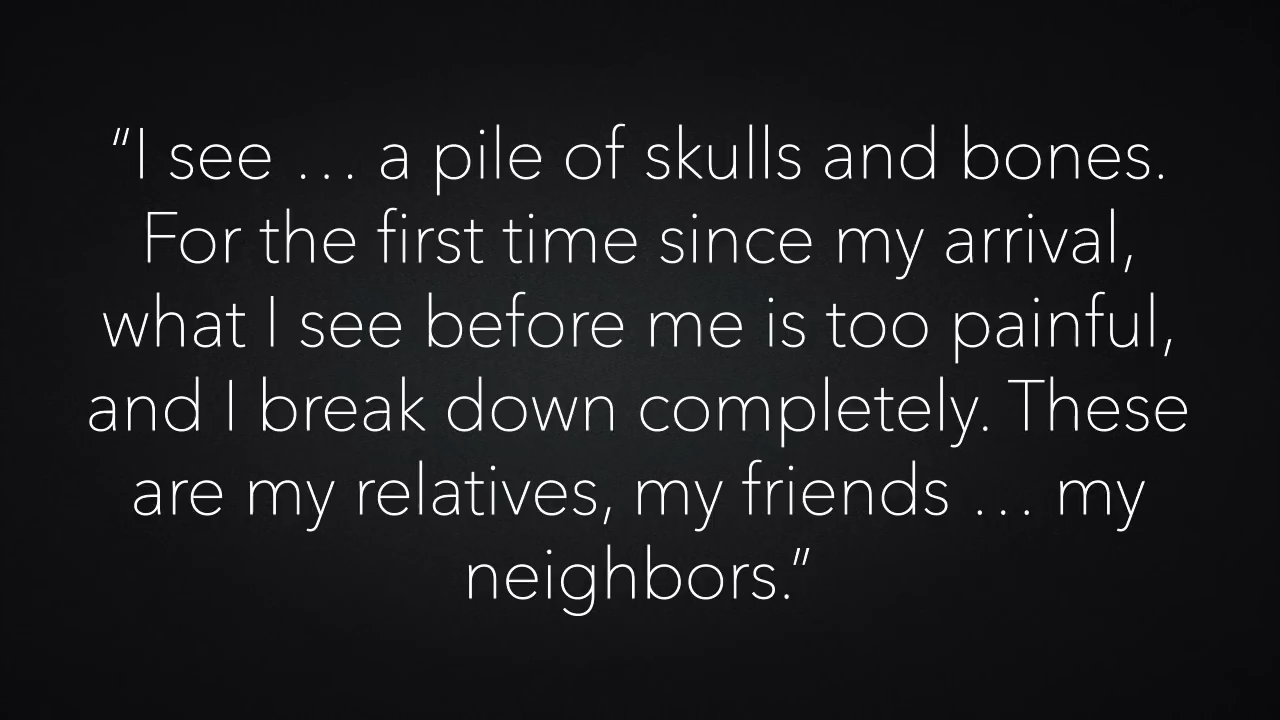 “I see … a pile of skulls and bones.
For the first time since my arrival,
what I see before me is too painful,
and I break down completely. These
are my relatives, my friends … my
neighbors.”